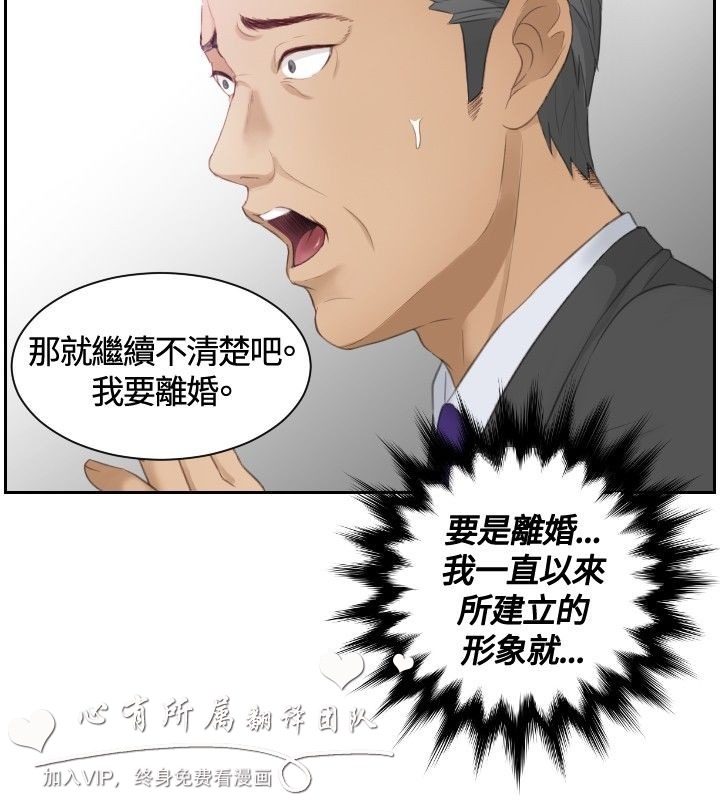 那就繼續不清楚吧。
我要離婚。
要是離婚...
我一直以來
所建立的
形象就...
心有所属翻译团队
加入VIP，终身免费看漫画